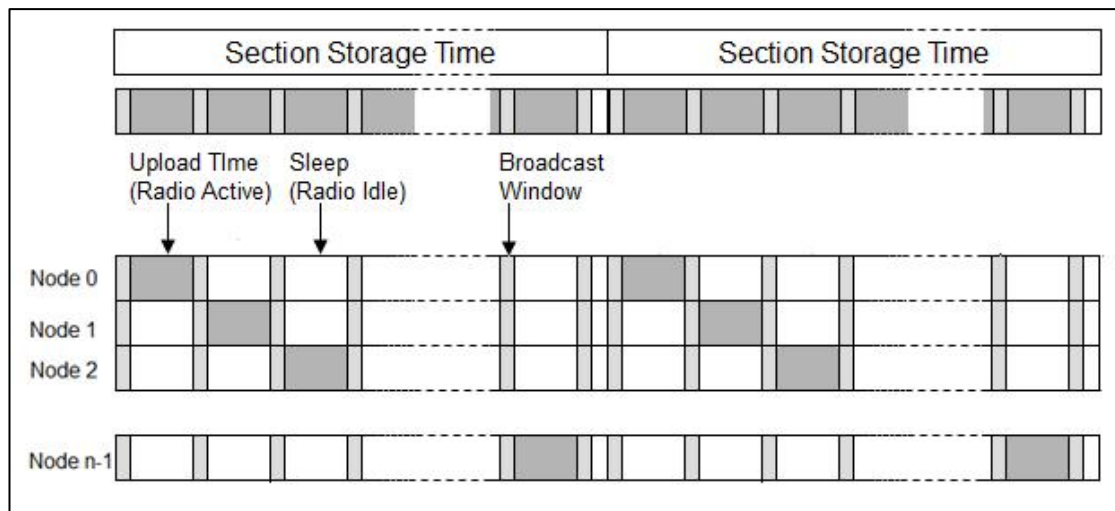 Section Storage Time
Section Storage Time
Upload TIme
(Radio Active)
Sleep
(Radio Idle)
Broadcast
Window
Node 0
Node 1
Node 2
Node n-1